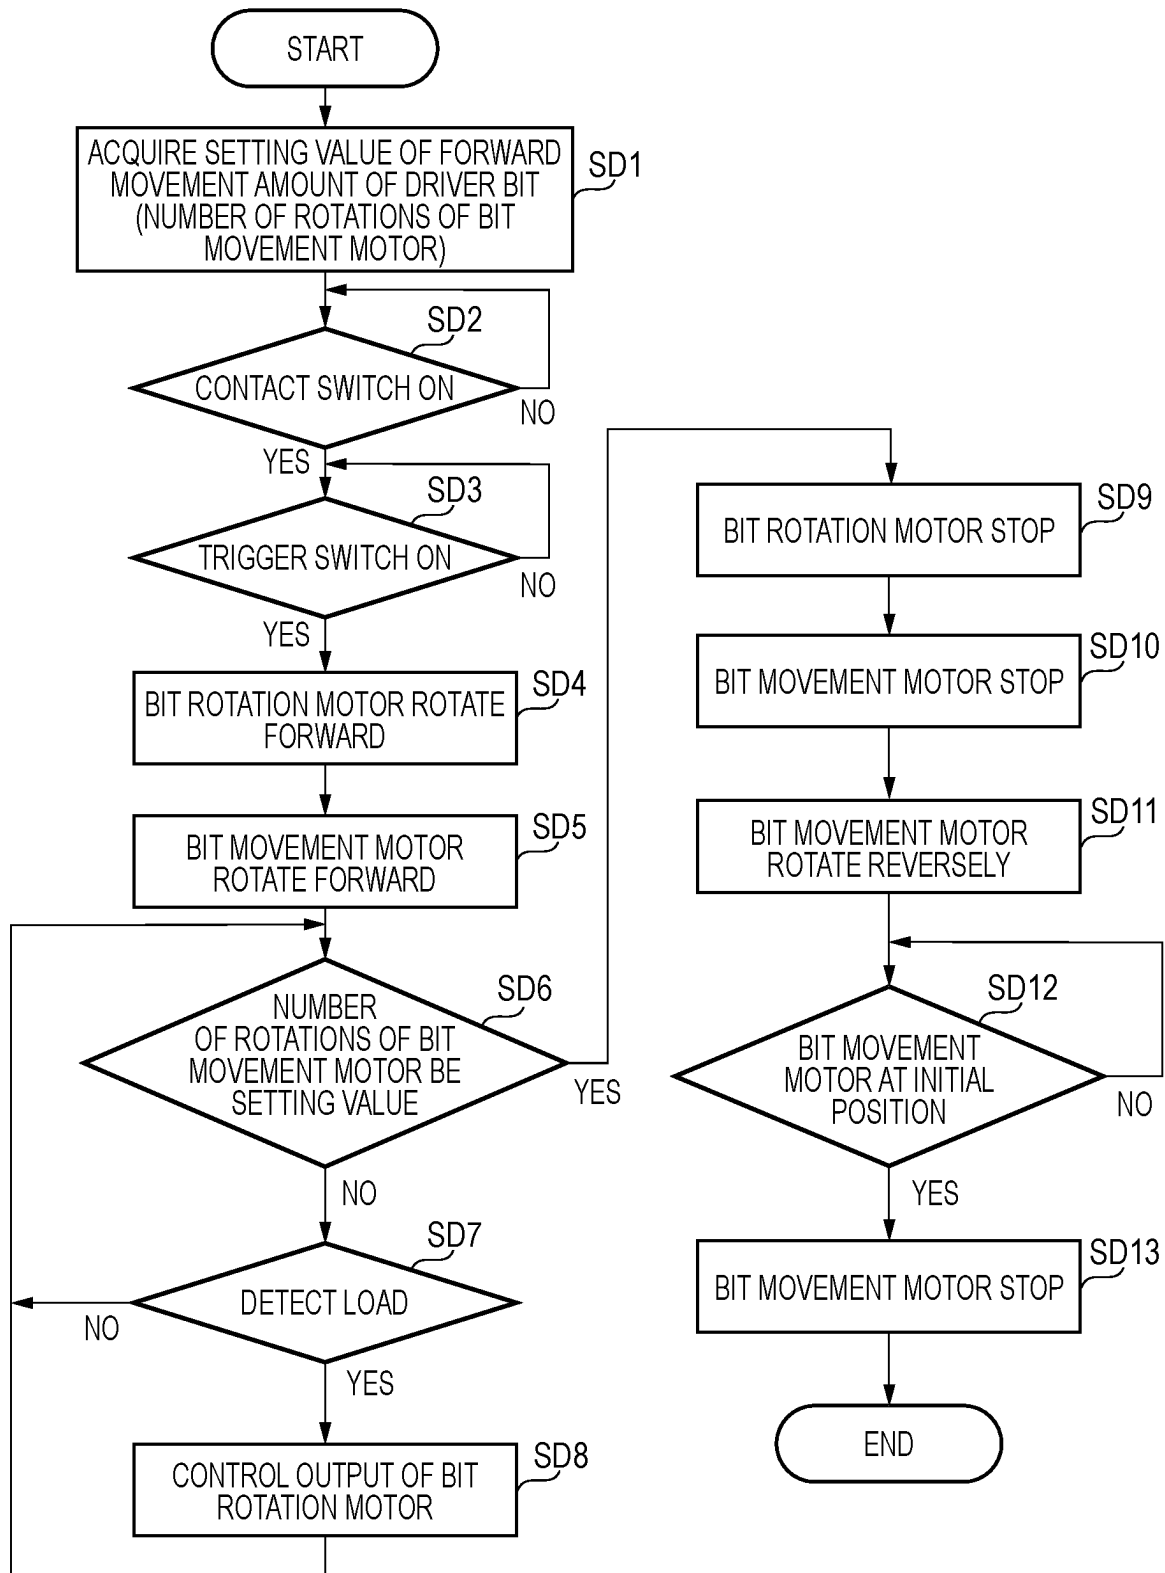 START
ACQUIRE SETTING VALUE OF FORWARD
MOVEMENT AMOUNT OF DRIVER BIT
(NUMBER OF ROTATIONS OF BIT
MOVEMENT MOTOR)
SD1
SD2
CONTACT SWITCH ON
NO
YES
SD3
TRIGGER SWITCH ON
NO
YES
SD4
BIT ROTATION MOTOR ROTATE
FORWARD
SD5
BIT MOVEMENT MOTOR
ROTATE FORWARD
SD6
NUMBER
OF ROTATIONS OF BIT
MOVEMENT MOTOR BE
SETTING VALUE
YES
NO
SD7
DETECT LOAD
NO
YES
SD8
CONTROL OUTPUT OF BIT
ROTATION MOTOR
SD9
BIT ROTATION MOTOR STOP
SD10
BIT MOVEMENT MOTOR STOP
SD11
BIT MOVEMENT MOTOR
ROTATE REVERSELY
SD12
BIT MOVEMENT
MOTOR AT INITIAL
POSITION
NO
YES
SD13
BIT MOVEMENT MOTOR STOP
END